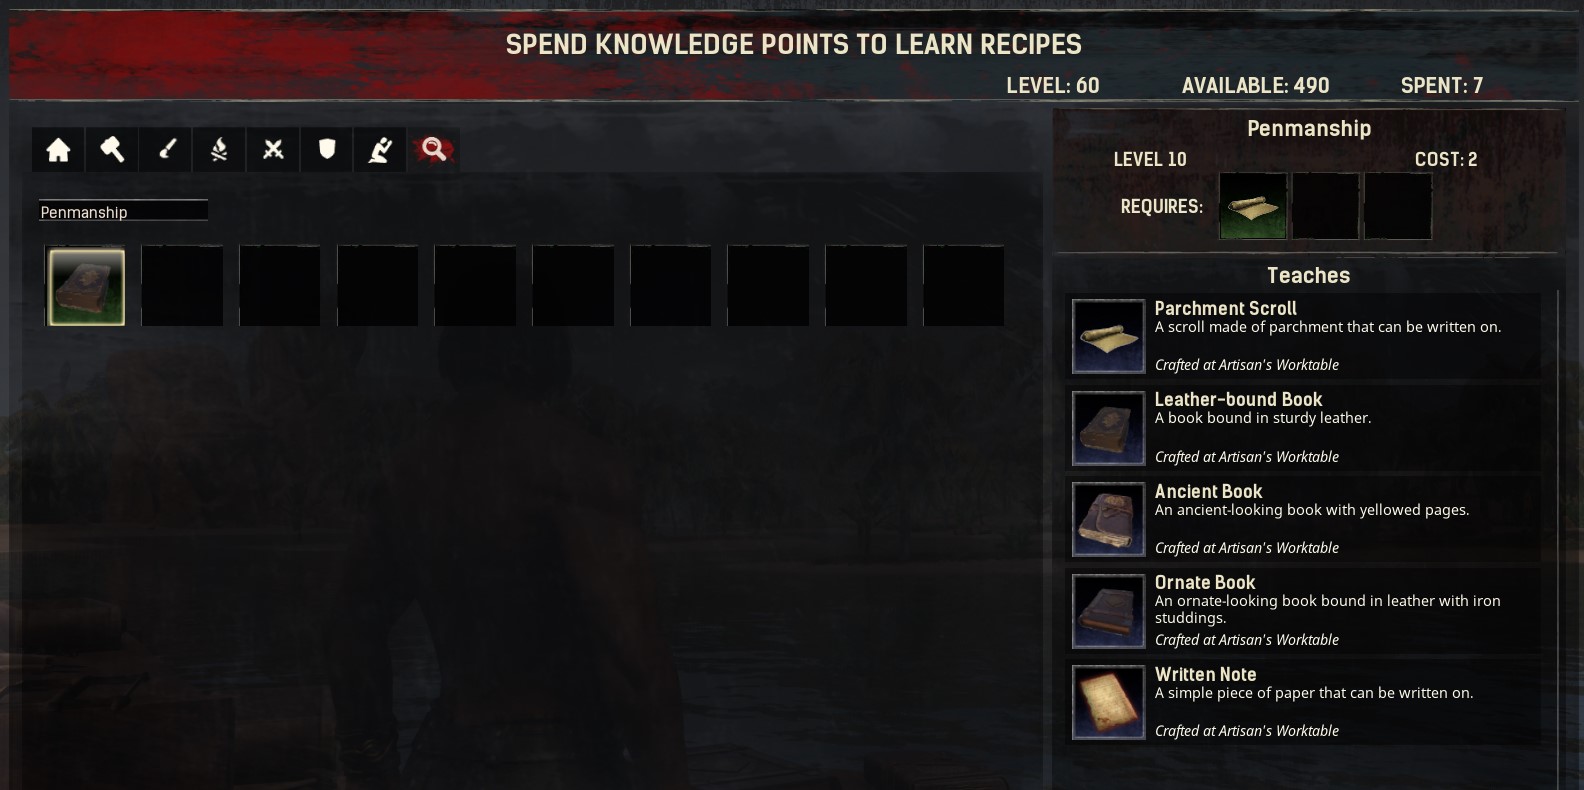 SPEND KNOWLEDGE POINTS TO LEARN RECIPES
LEVEL: 60 AVAILABLE: 490 SPENT: 7
Penmanship
Penmanship
LEVEL 10 COST: 2
REQUIRES:
Teaches
Parchment Scroll
A scroll made of parchment that can be written on.
Crafted at Artisan's Worktable
Leather-bound Book
A book bound in sturdy leather.
Crafted at Artisan's Worktable
Ancient Book
An ancient-looking book with yellowed pages.
Crafted at Artisan's Worktable
Ornate Book
An ornate-looking book bound in leather with iron
studdings.
Crafted at Artisan's Worktable
Written Note
A simple piece of paper that can be written on.
Crafted at Artisan's Worktable